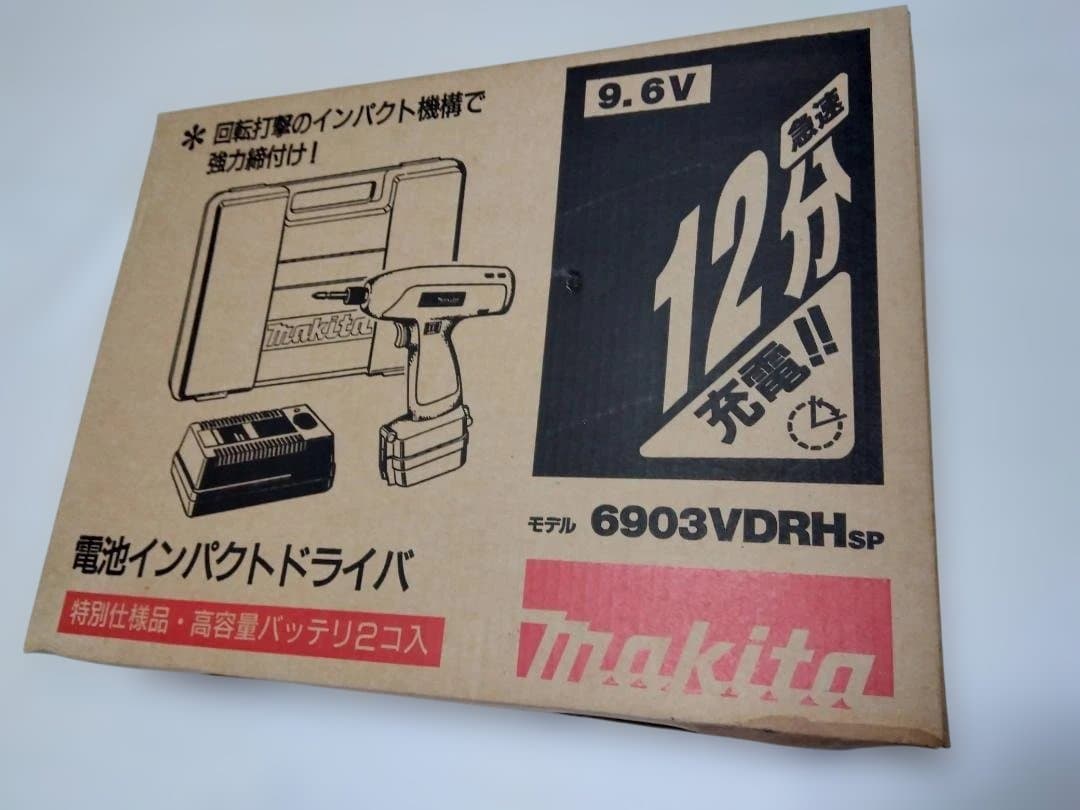 ＊ 回転打撃のインパクト機構で
強力締付け！
makita
電池インパクトドライバ
特別仕様品・高容量バッテリ2コ入
9.6V
急速
12分
充電!!
モデル 6903VDRHSP
makita